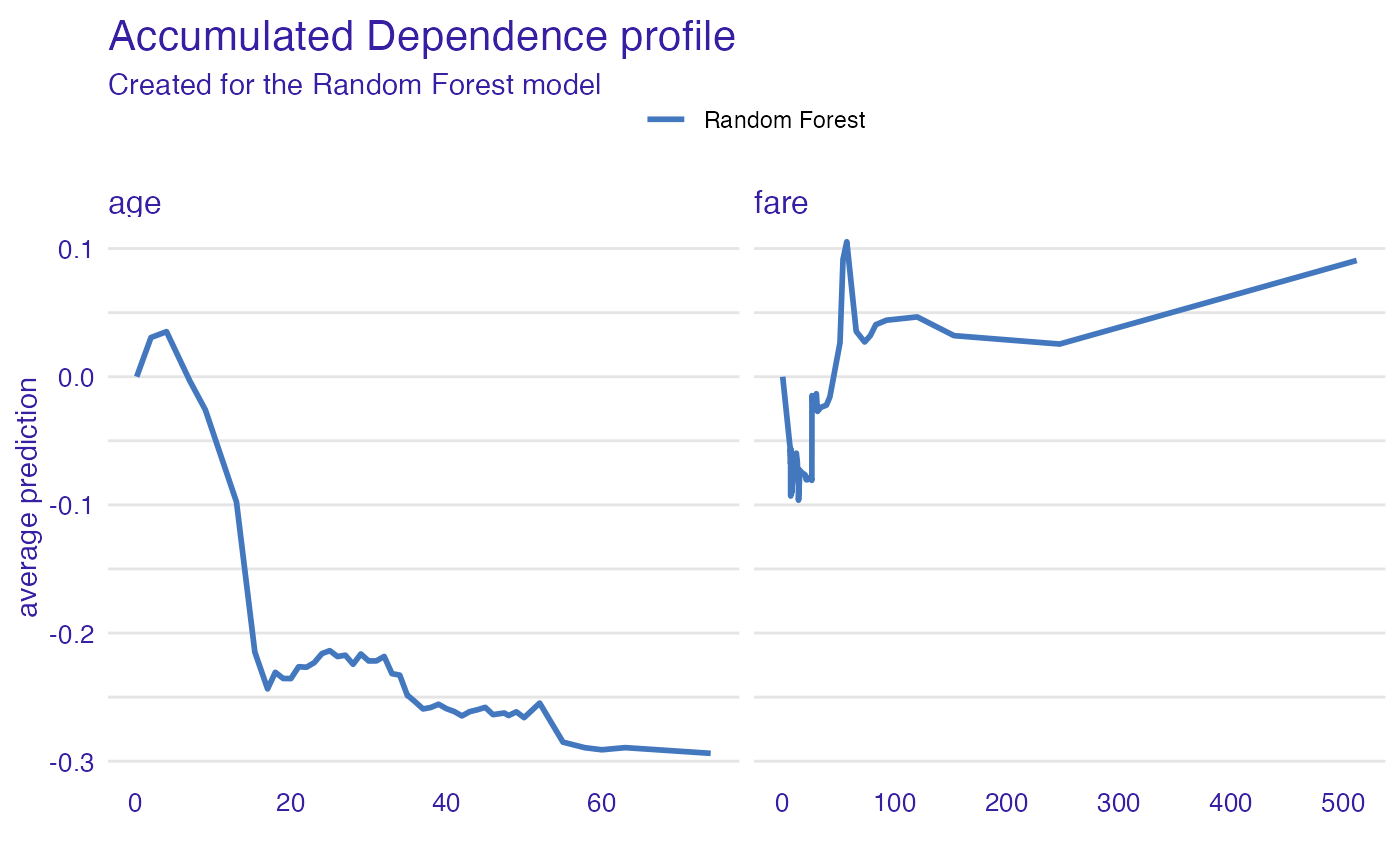 Accumulated Dependence profile
Created for the Random Forest model
Random Forest
age
fare
average prediction
0.1
0.0
-0.1
-0.2
-0.3
0 20 40 60
0 100 200 300 400 500